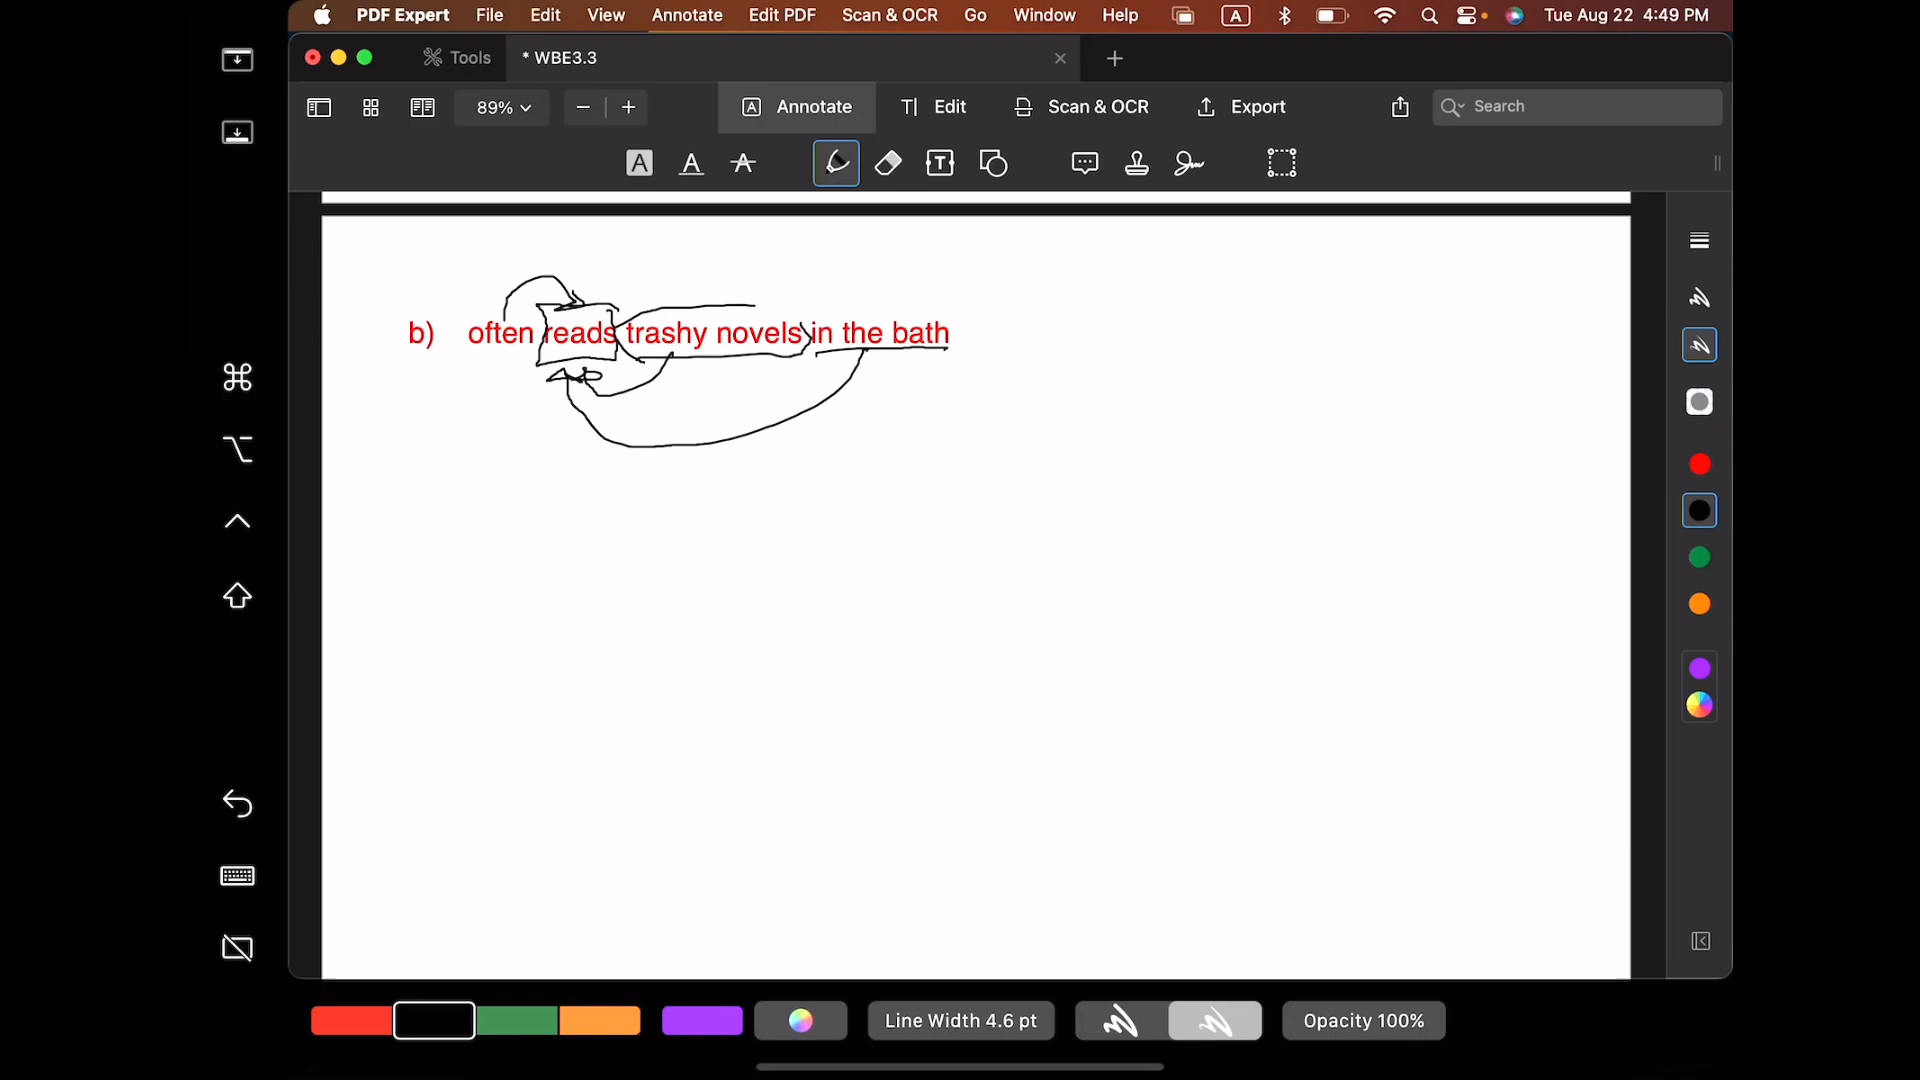 PDF Expert File Edit View Annotate Edit PDF Scan & OCR Go Window Help A Tue Aug 22 4:49 PM
Tools * WBE3.3
89% A Annotate T Edit Scan & OCR Export Search
A A A T
b) often reads trashy novels in the bath
Line Width 4.6 pt Opacity 100%